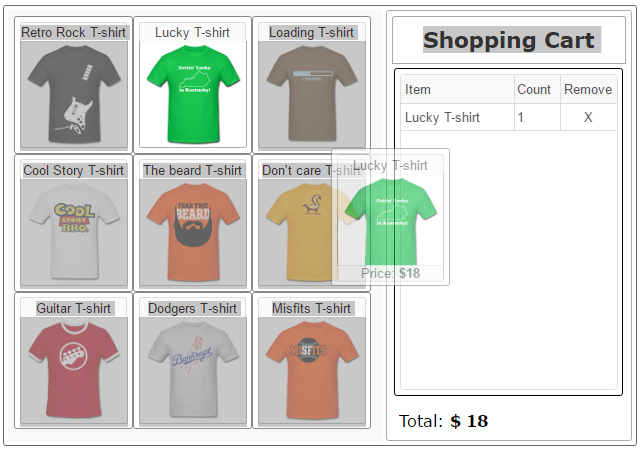 Retro Rock T-shirt
Lucky T-shirt
Loading T-shirt
Gettin' Lucky
in Kentucky!
LOADING
Cool Story T-shirt
The beard T-shirt
Don't care T-shirt
COOL
STORY
BRO.
FEAR THE
BEARD
Guitar T-shirt
Dodgers T-shirt
Misfits T-shirt
Bankrupt
MISFITS
Lucky T-shirt
Gettin' Lucky
in Kentucky!
Price: $18
Shopping Cart
Item Count Remove
Lucky T-shirt 1 X
Total: $ 18